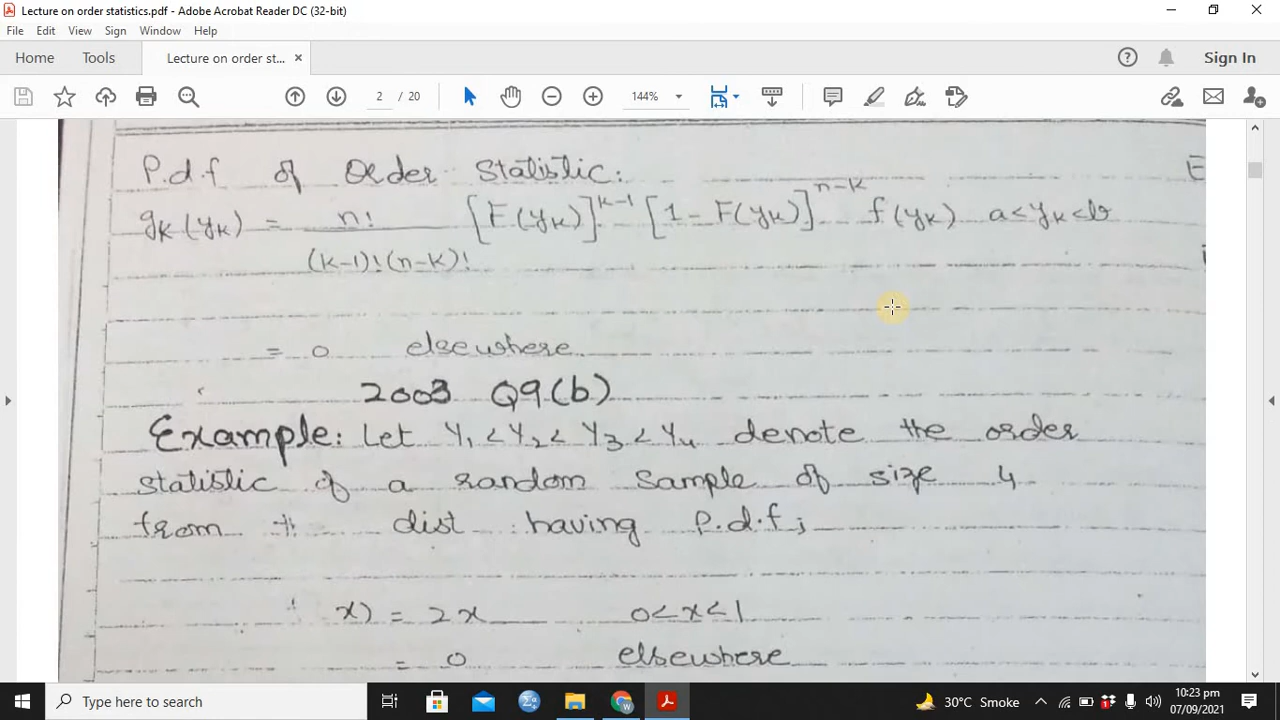 Lecture on order statistics.pdf - Adobe Acrobat Reader DC (32-bit)
File Edit View Sign Window Help
Home Tools Lecture on order st... × Sign In
2 / 20 144%
P.d.f of Order Statistic:
gk(yk) = n! / (k-1)!(n-k)! [F(yk)]^k-1 [1 - F(yk)]^n-k f(yk) a<yk<b
= 0 elsewhere
2003 Q9(b)
Example: Let Y1 < Y2 < Y3 < Y4 denote the order
statistic of a random sample of size 4
from dist having P.d.f;
x) = 2x 0<x<1
= 0 elsewhere
Type here to search
30°C Smoke
10:23 pm
07/09/2021